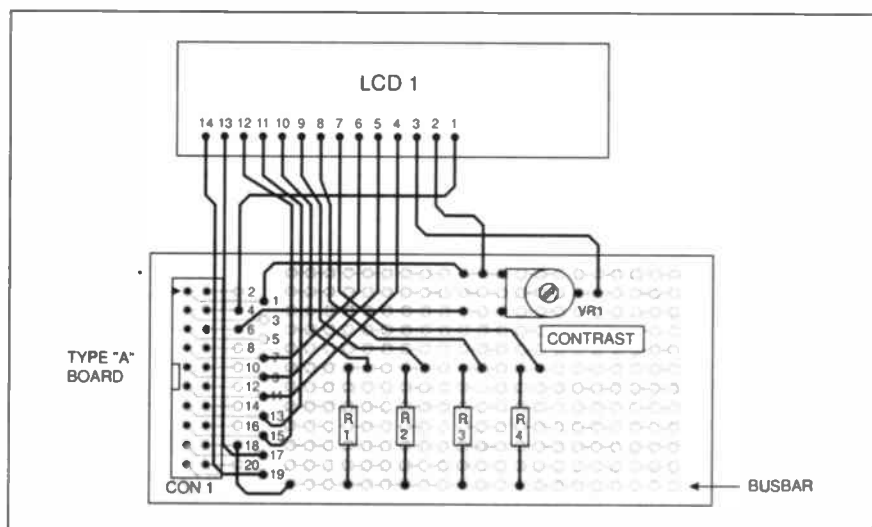 LCD 1
14 13 12 11 10 9 8 7 6 5 4 3 2 1
2
1
4
3
6
5
8
7
10
9
12
11
14
13
16
15
18
17
20
19
TYPE "A"
BOARD
CON 1
VR1
CONTRAST
R
1
R
2
R
3
R
4
BUSBAR